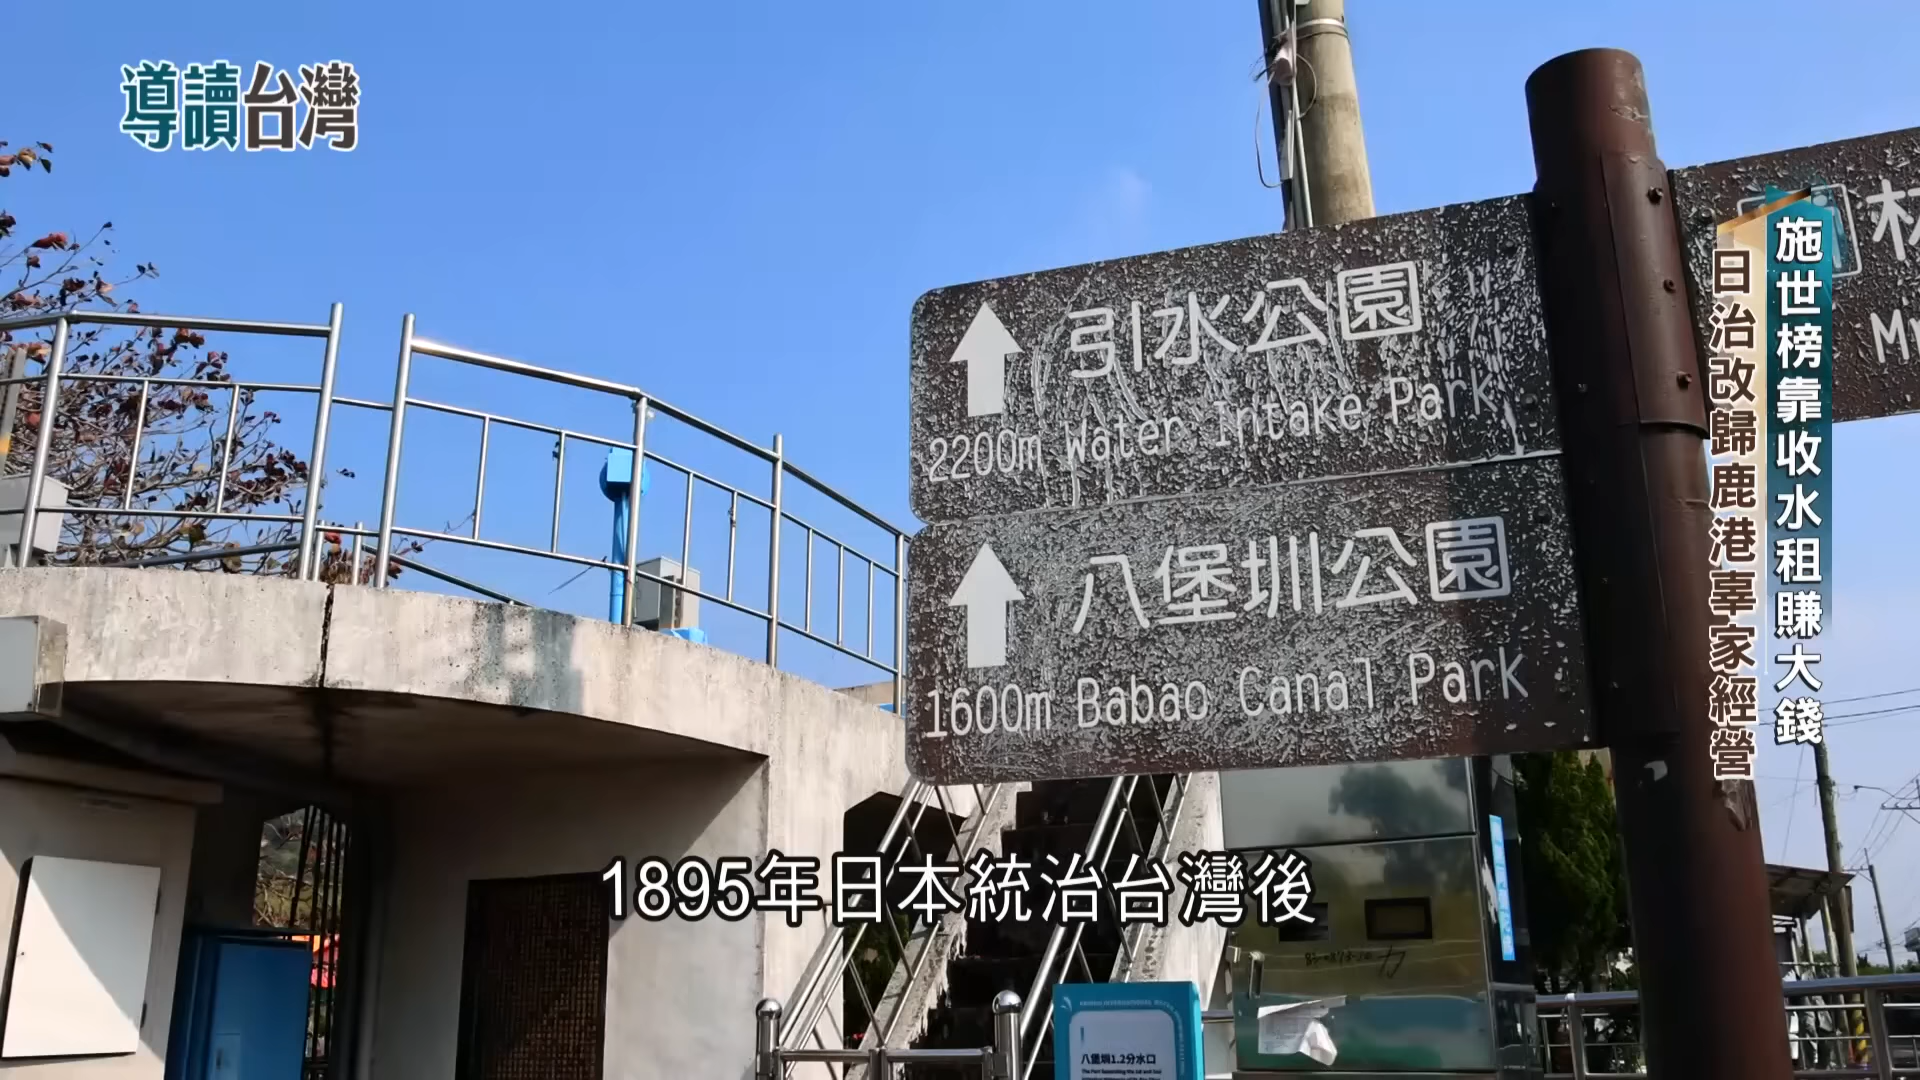 導讀台灣
施世榜靠收水租賺大錢
日治改歸鹿港辜家經營
引水公園
2200m Water Intake Park
八堡圳公園
1600m Babao Canal Park
1895年日本統治台灣後
八堡圳1.2分水口